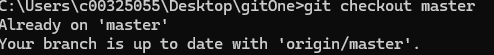 C:\Users\c00325055\Desktop\gitOne>git checkout master
Already on 'master'
Your branch is up to date with 'origin/master'.